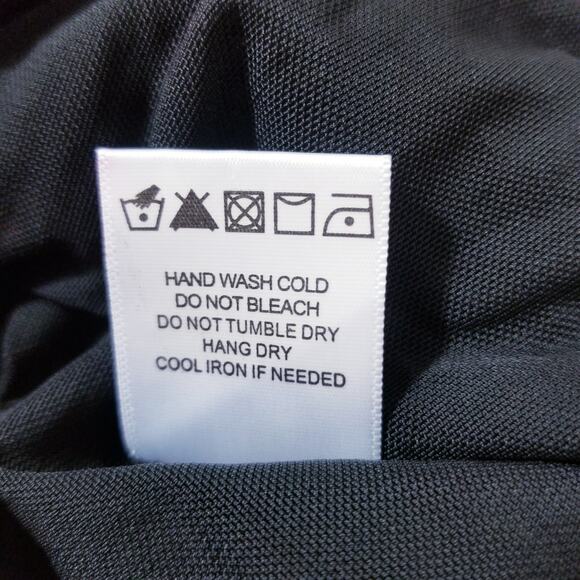 HAND WASH COLD
DO NOT BLEACH
DO NOT TUMBLE DRY
HANG DRY
COOL IRON IF NEEDED